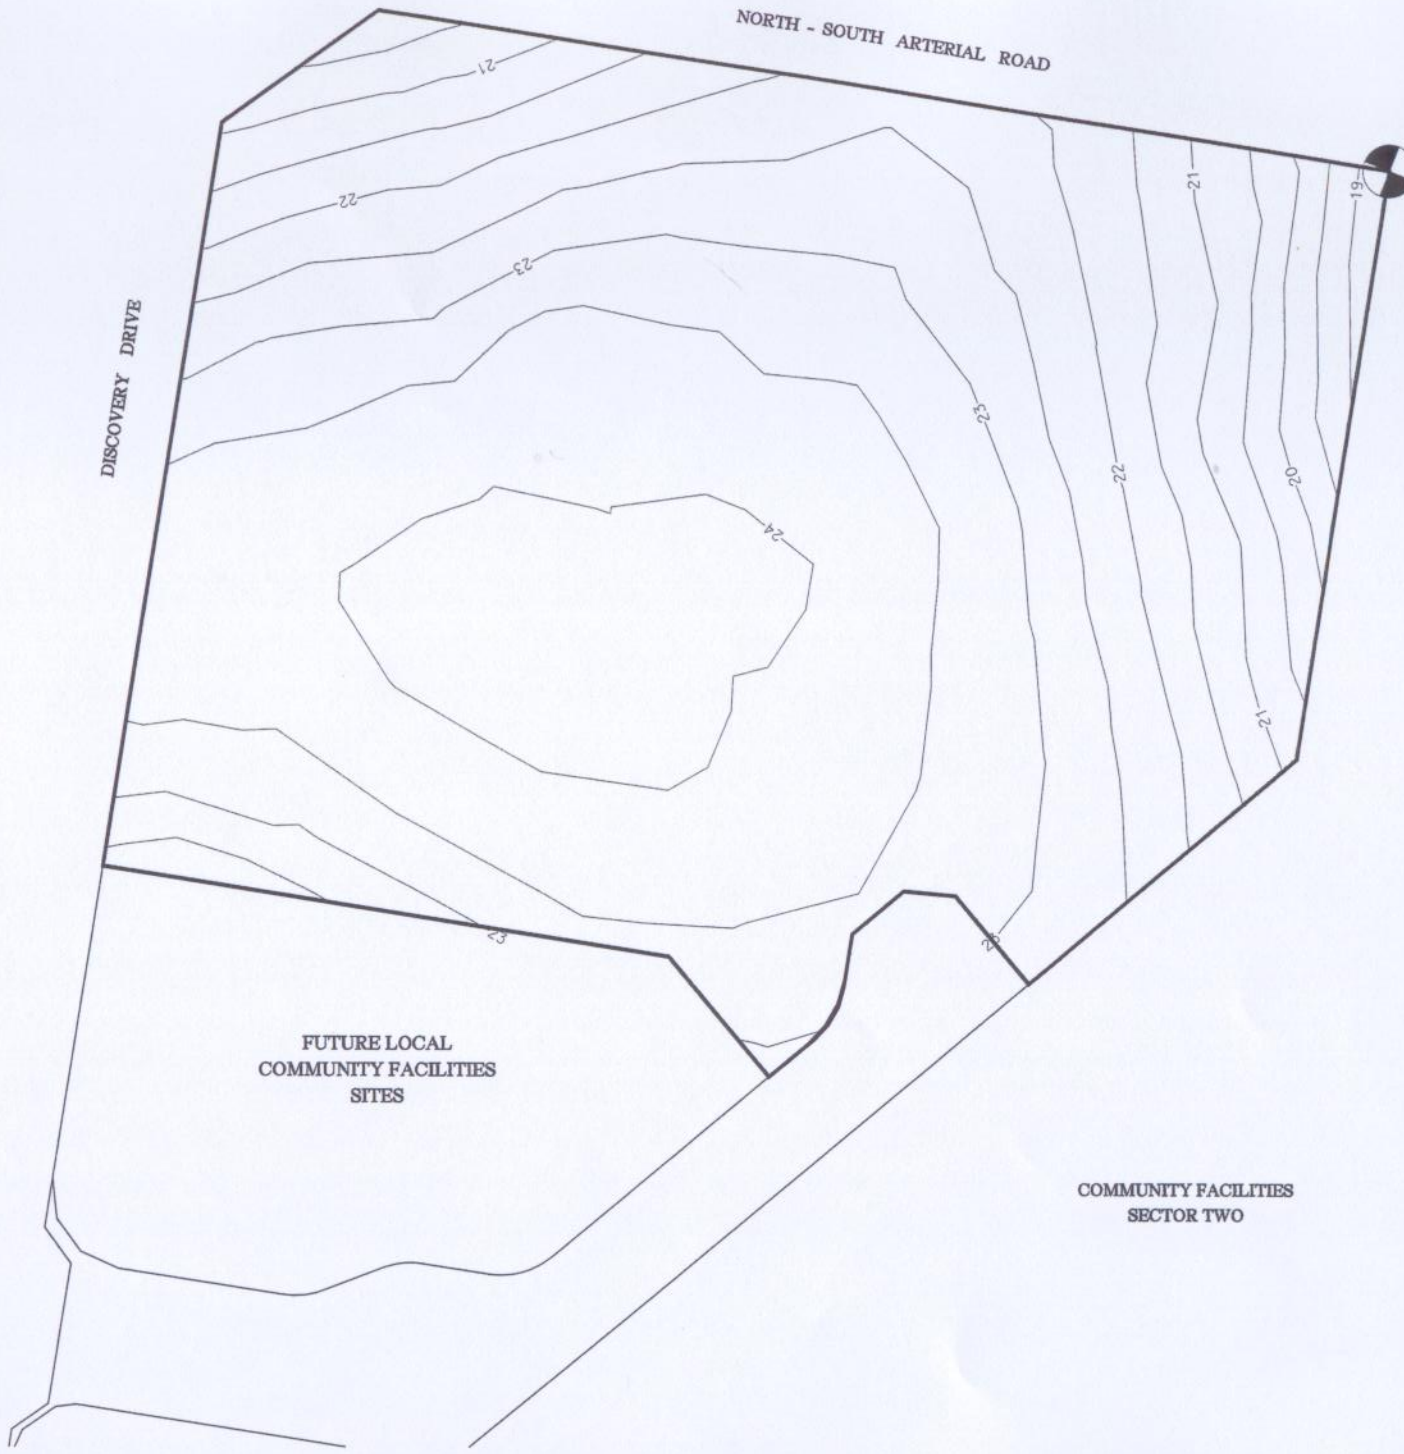 NORTH - SOUTH ARTERIAL ROAD
21
21
19
22
DISCOVERY DRIVE
23
23
22
20
24
21
23
23
FUTURE LOCAL
COMMUNITY FACILITIES
SITES
COMMUNITY FACILITIES
SECTOR TWO